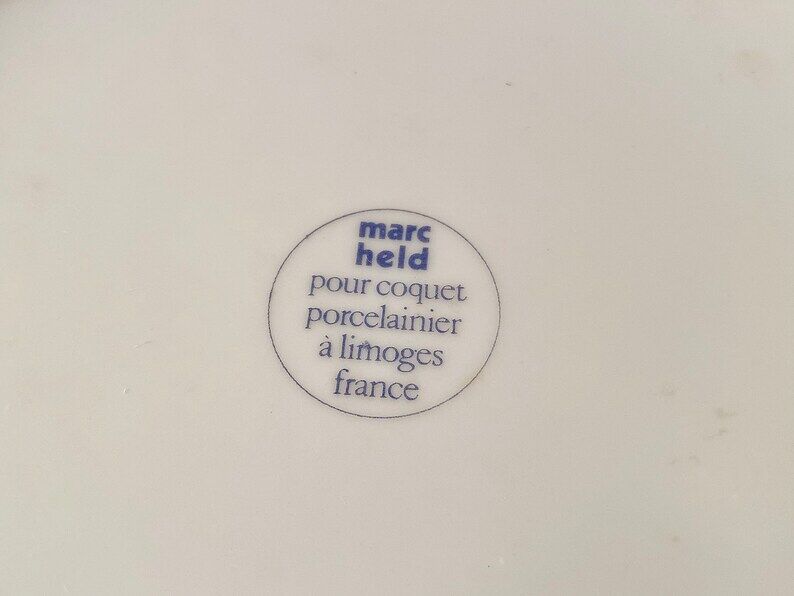 marc
held
pour coquet
porcelainier
à limoges
france